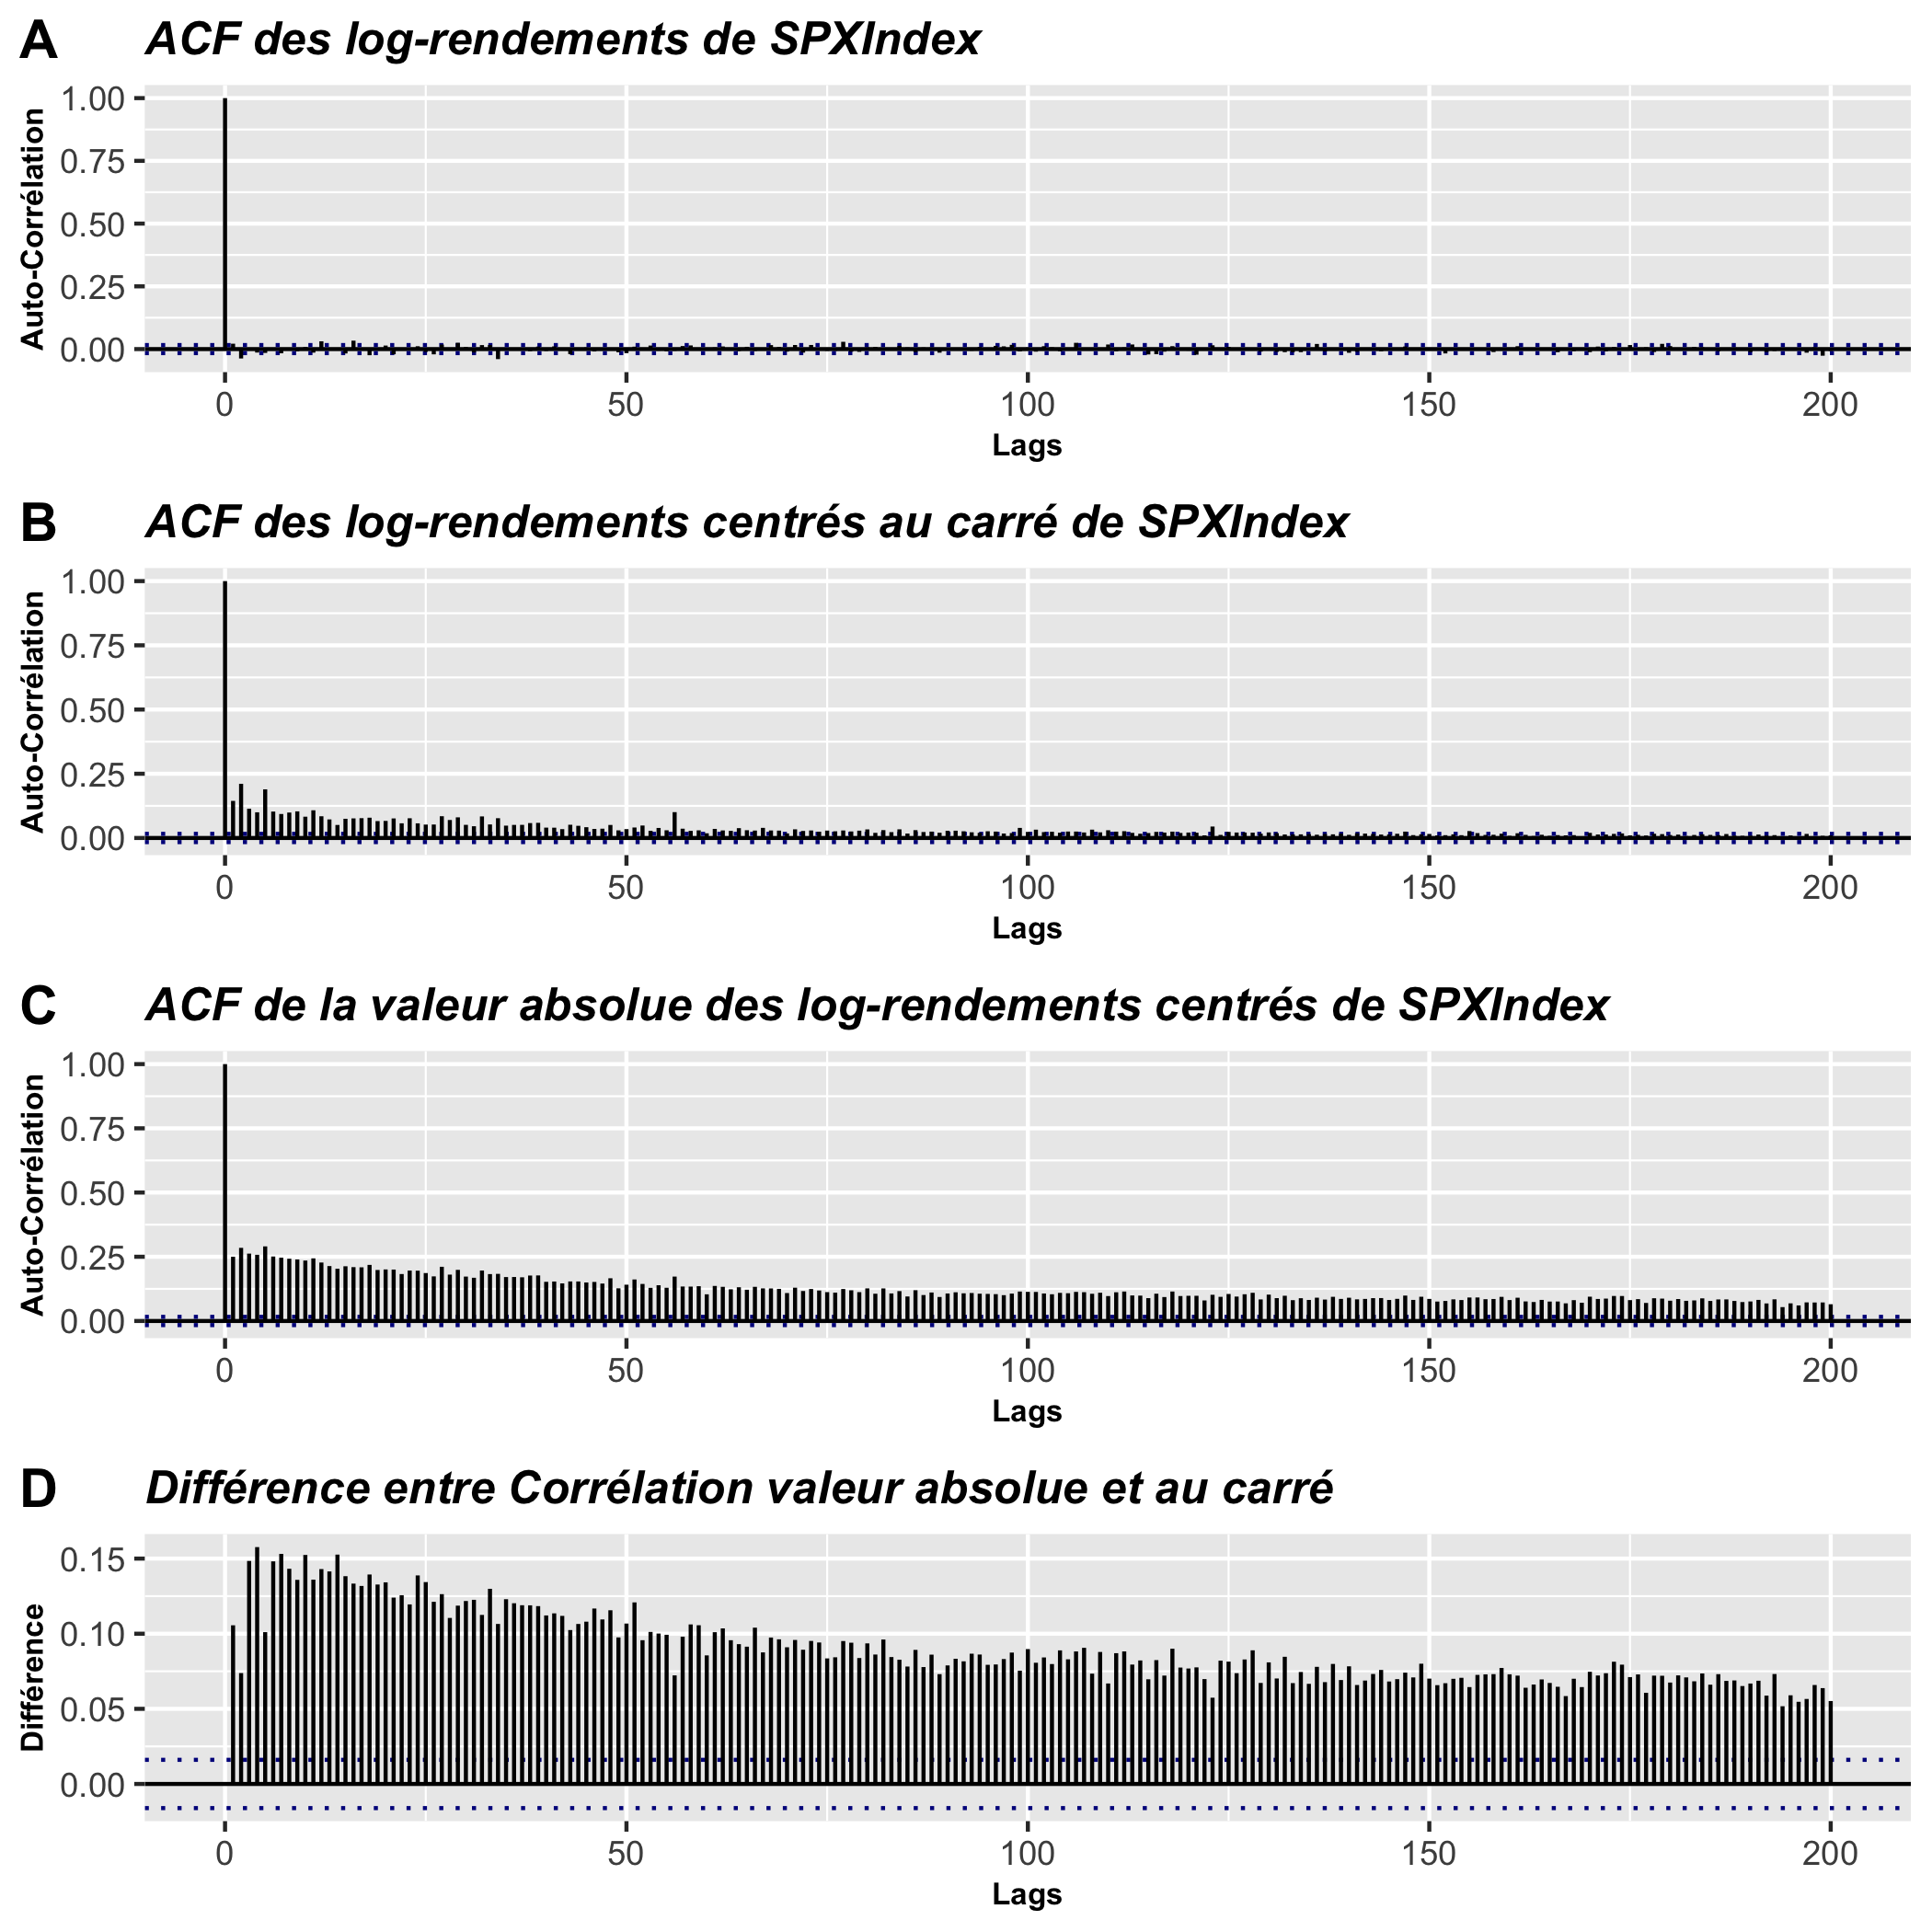 A ACF des log-rendements de SPXIndex
Auto-Corrélation
1.00
0.75
0.50
0.25
0.00
0 50 100 150 200
Lags
B ACF des log-rendements centrés au carré de SPXIndex
Auto-Corrélation
1.00
0.75
0.50
0.25
0.00
0 50 100 150 200
Lags
C ACF de la valeur absolue des log-rendements centrés de SPXIndex
Auto-Corrélation
1.00
0.75
0.50
0.25
0.00
0 50 100 150 200
Lags
D Différence entre Corrélation valeur absolue et au carré
Différence
0.15
0.10
0.05
0.00
0 50 100 150 200
Lags